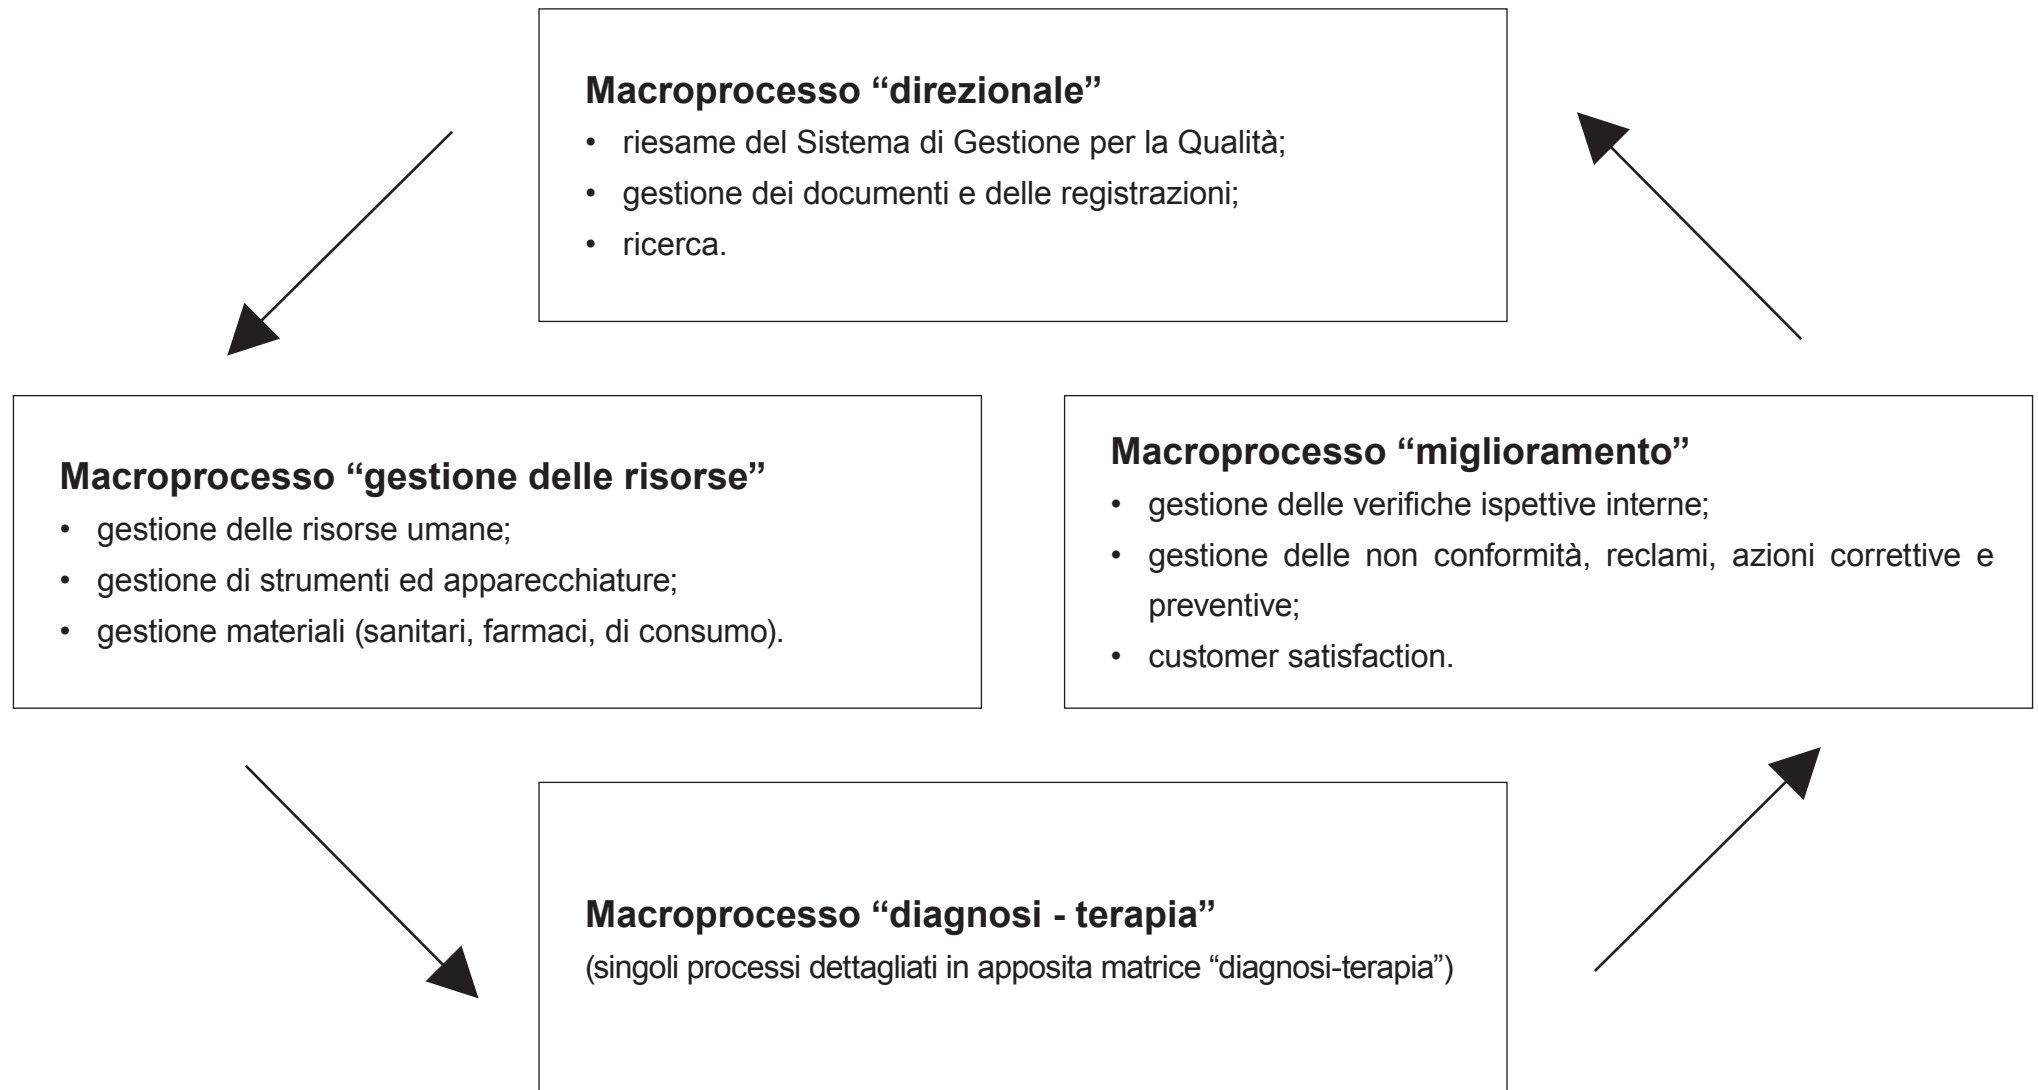 Macroprocesso “direzionale”
• riesame del Sistema di Gestione per la Qualità;
• gestione dei documenti e delle registrazioni;
• ricerca.
Macroprocesso “gestione delle risorse”
• gestione delle risorse umane;
• gestione di strumenti ed apparecchiature;
• gestione materiali (sanitari, farmaci, di consumo).
Macroprocesso “miglioramento”
• gestione delle verifiche ispettive interne;
• gestione delle non conformità, reclami, azioni correttive e
preventive;
• customer satisfaction.
Macroprocesso “diagnosi - terapia”
(singoli processi dettagliati in apposita matrice “diagnosi-terapia”)